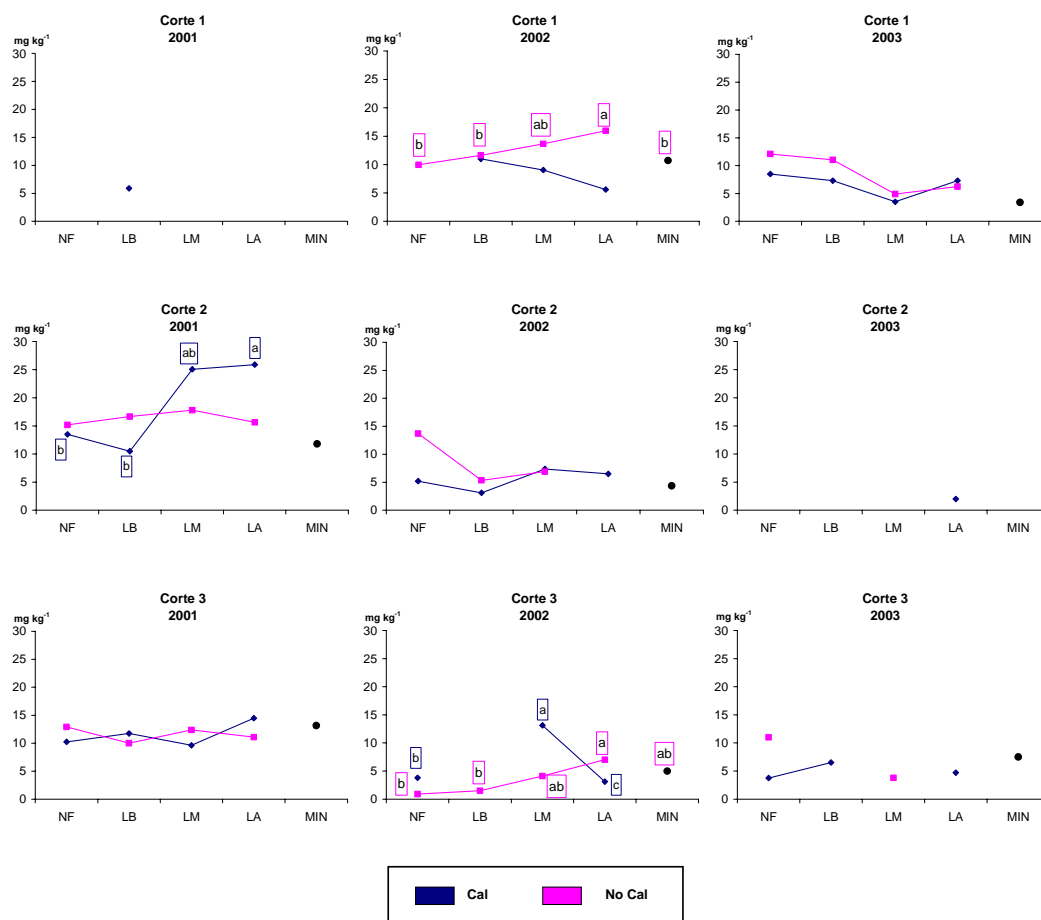 Corte 1
2001
mg kg-1
30
25
20
15
10
5
0
NF LB LM LA MIN
Corte 1
2002
mg kg-1
30
25
20
15
10
5
0
b b ab a b
NF LB LM LA MIN
Corte 1
2003
mg kg-1
30
25
20
15
10
5
0
NF LB LM LA MIN
Corte 2
2001
mg kg-1
30
25
20
15
10
5
0
ab a
b b
NF LB LM LA MIN
Corte 2
2002
mg kg-1
30
25
20
15
10
5
0
NF LB LM LA MIN
Corte 2
2003
mg kg-1
30
25
20
15
10
5
0
NF LB LM LA MIN
Corte 3
2001
mg kg-1
30
25
20
15
10
5
0
NF LB LM LA MIN
Corte 3
2002
mg kg-1
30
25
20
15
10
5
0
a
b a ab
b b ab c
NF LB LM LA MIN
Corte 3
2003
mg kg-1
30
25
20
15
10
5
0
NF LB LM LA MIN
Cal No Cal